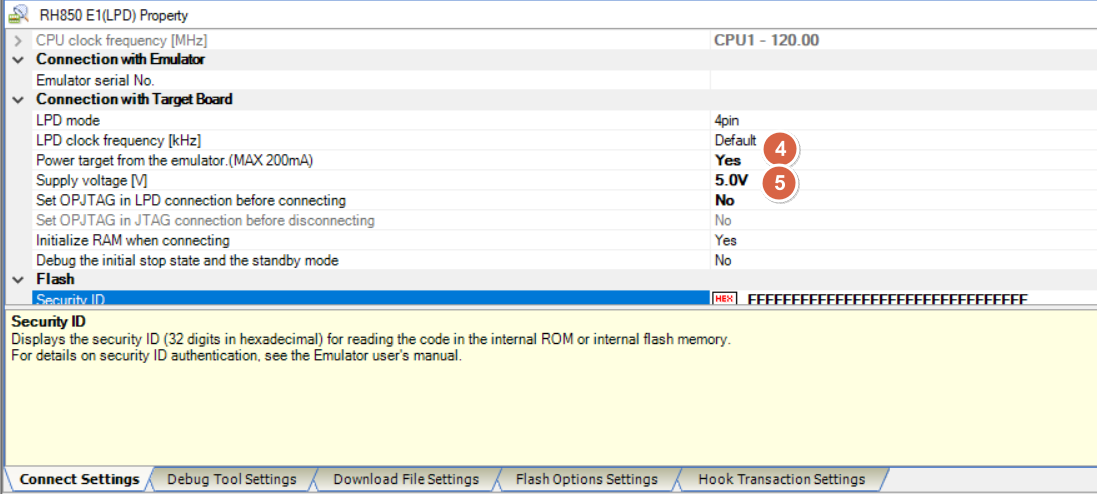 RH850 E1(LPD) Property
CPU clock frequency [MHz] CPU1 - 120.00
Connection with Emulator
Emulator serial No.
Connection with Target Board
LPD mode 4pin
LPD clock frequency [kHz] Default
4
Power target from the emulator.(MAX 200mA) Yes
Supply voltage [V] 5.0V 5
Set OPJTAG in LPD connection before connecting No
Set OPJTAG in JTAG connection before disconnecting No
Initialize RAM when connecting Yes
Debug the initial stop state and the standby mode No
Flash
Security ID HEX FFFFFFFFFFFFFFFFFFFFFFFFFFFFFFFF
Security ID
Displays the security ID (32 digits in hexadecimal) for reading the code in the internal ROM or internal flash memory.
For details on security ID authentication, see the Emulator user's manual.
Connect Settings Debug Tool Settings Download File Settings Flash Options Settings Hook Transaction Settings